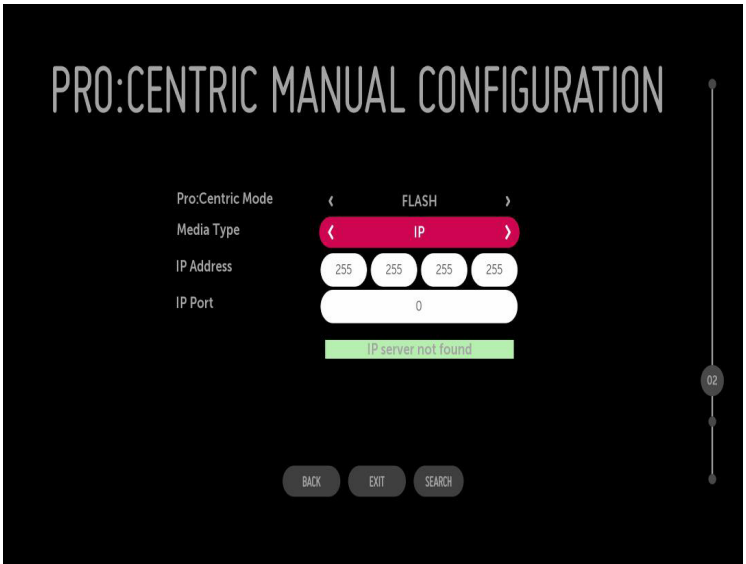 PRO:CENTRIC MANUAL CONFIGURATION
Pro:Centric Mode ‹ FLASH ›
Media Type ‹ IP ›
IP Address 255 255 255 255
IP Port 0
IP server not found
02
BACK EXIT SEARCH